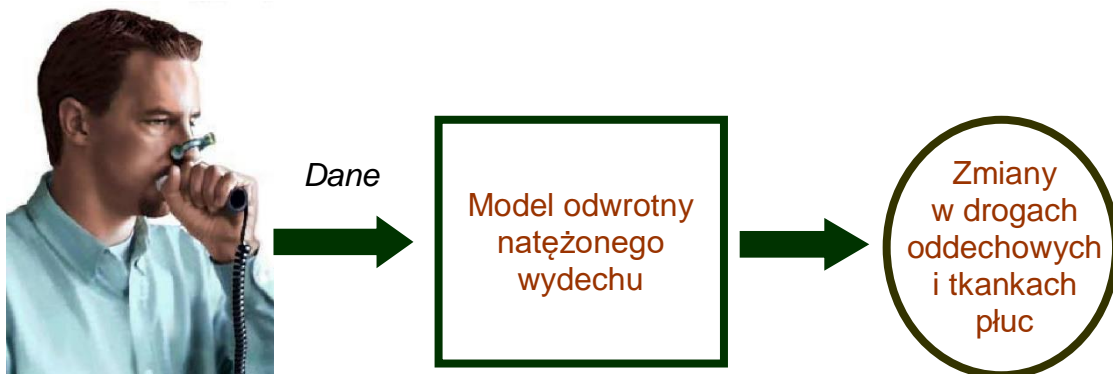 Dane
Model odwrotny
natężonego
wydechu
Zmiany
w drogach
oddechowych
i tkankach
płuc